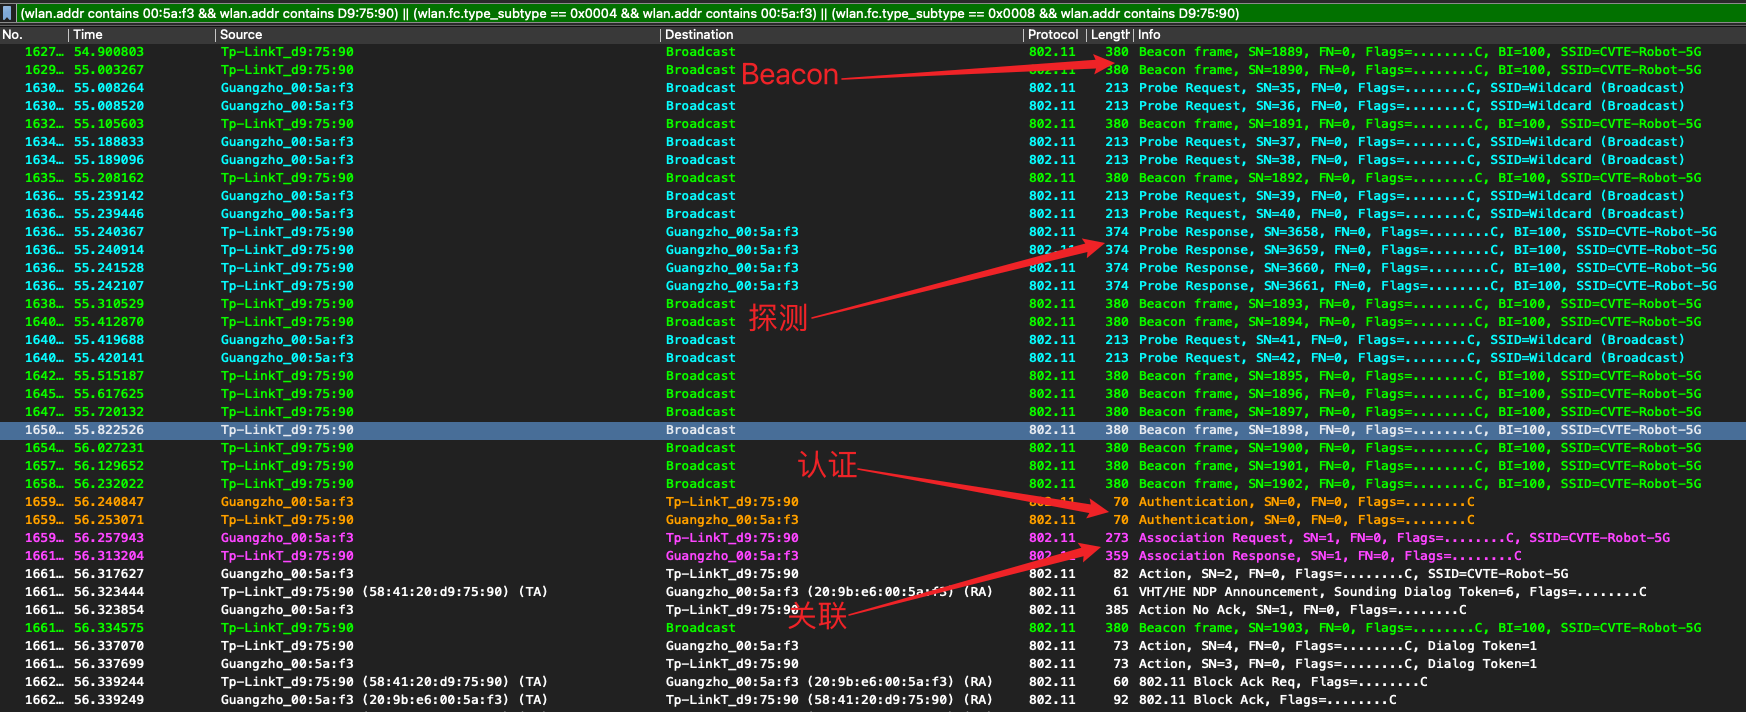 (wlan.addr contains 00:5a:f3 && wlan.addr contains D9:75:90) || (wlan.fc.type_subtype == 0x0004 && wlan.addr contains 00:5a:f3) || (wlan.fc.type_subtype == 0x0008 && wlan.addr contains D9:75:90)
No. Time Source Destination Protocol Length Info
1627… 54.900803 Tp-LinkT_d9:75:90 Broadcast 802.11 380 Beacon frame, SN=1889, FN=0, Flags=........C, BI=100, SSID=CVTE-Robot-5G
1629… 55.003267 Tp-LinkT_d9:75:90 Broadcast 802.11 380 Beacon frame, SN=1890, FN=0, Flags=........C, BI=100, SSID=CVTE-Robot-5G
Beacon
1630… 55.008264 Guangzho_00:5a:f3 Broadcast 802.11 213 Probe Request, SN=35, FN=0, Flags=........C, SSID=Wildcard (Broadcast)
1630… 55.008520 Guangzho_00:5a:f3 Broadcast 802.11 213 Probe Request, SN=36, FN=0, Flags=........C, SSID=Wildcard (Broadcast)
1632… 55.105603 Tp-LinkT_d9:75:90 Broadcast 802.11 380 Beacon frame, SN=1891, FN=0, Flags=........C, BI=100, SSID=CVTE-Robot-5G
1634… 55.188833 Guangzho_00:5a:f3 Broadcast 802.11 213 Probe Request, SN=37, FN=0, Flags=........C, SSID=Wildcard (Broadcast)
1634… 55.189096 Guangzho_00:5a:f3 Broadcast 802.11 213 Probe Request, SN=38, FN=0, Flags=........C, SSID=Wildcard (Broadcast)
1635… 55.208162 Tp-LinkT_d9:75:90 Broadcast 802.11 380 Beacon frame, SN=1892, FN=0, Flags=........C, BI=100, SSID=CVTE-Robot-5G
1636… 55.239142 Guangzho_00:5a:f3 Broadcast 802.11 213 Probe Request, SN=39, FN=0, Flags=........C, SSID=Wildcard (Broadcast)
1636… 55.239446 Guangzho_00:5a:f3 Broadcast 802.11 213 Probe Request, SN=40, FN=0, Flags=........C, SSID=Wildcard (Broadcast)
1636… 55.240367 Tp-LinkT_d9:75:90 Guangzho_00:5a:f3 802.11 374 Probe Response, SN=3658, FN=0, Flags=........C, BI=100, SSID=CVTE-Robot-5G
1636… 55.240914 Tp-LinkT_d9:75:90 Guangzho_00:5a:f3 802.11 374 Probe Response, SN=3659, FN=0, Flags=........C, BI=100, SSID=CVTE-Robot-5G
1636… 55.241528 Tp-LinkT_d9:75:90 Guangzho_00:5a:f3 802.11 374 Probe Response, SN=3660, FN=0, Flags=........C, BI=100, SSID=CVTE-Robot-5G
1636… 55.242107 Tp-LinkT_d9:75:90 Guangzho_00:5a:f3 802.11 374 Probe Response, SN=3661, FN=0, Flags=........C, BI=100, SSID=CVTE-Robot-5G
1638… 55.310529 Tp-LinkT_d9:75:90 Broadcast 802.11 380 Beacon frame, SN=1893, FN=0, Flags=........C, BI=100, SSID=CVTE-Robot-5G
探测
1640… 55.412870 Tp-LinkT_d9:75:90 Broadcast 802.11 380 Beacon frame, SN=1894, FN=0, Flags=........C, BI=100, SSID=CVTE-Robot-5G
1640… 55.419688 Guangzho_00:5a:f3 Broadcast 802.11 213 Probe Request, SN=41, FN=0, Flags=........C, SSID=Wildcard (Broadcast)
1640… 55.420141 Guangzho_00:5a:f3 Broadcast 802.11 213 Probe Request, SN=42, FN=0, Flags=........C, SSID=Wildcard (Broadcast)
1642… 55.515187 Tp-LinkT_d9:75:90 Broadcast 802.11 380 Beacon frame, SN=1895, FN=0, Flags=........C, BI=100, SSID=CVTE-Robot-5G
1645… 55.617625 Tp-LinkT_d9:75:90 Broadcast 802.11 380 Beacon frame, SN=1896, FN=0, Flags=........C, BI=100, SSID=CVTE-Robot-5G
1647… 55.720132 Tp-LinkT_d9:75:90 Broadcast 802.11 380 Beacon frame, SN=1897, FN=0, Flags=........C, BI=100, SSID=CVTE-Robot-5G
1650… 55.822526 Tp-LinkT_d9:75:90 Broadcast 802.11 380 Beacon frame, SN=1898, FN=0, Flags=........C, BI=100, SSID=CVTE-Robot-5G
1654… 56.027231 Tp-LinkT_d9:75:90 Broadcast 802.11 380 Beacon frame, SN=1900, FN=0, Flags=........C, BI=100, SSID=CVTE-Robot-5G
1657… 56.129652 Tp-LinkT_d9:75:90 Broadcast 802.11 380 Beacon frame, SN=1901, FN=0, Flags=........C, BI=100, SSID=CVTE-Robot-5G
认证
1658… 56.232022 Tp-LinkT_d9:75:90 Broadcast 802.11 380 Beacon frame, SN=1902, FN=0, Flags=........C, BI=100, SSID=CVTE-Robot-5G
1659… 56.240847 Guangzho_00:5a:f3 Tp-LinkT_d9:75:90 802.11 70 Authentication, SN=0, FN=0, Flags=........C
1659… 56.253071 Tp-LinkT_d9:75:90 Guangzho_00:5a:f3 802.11 70 Authentication, SN=0, FN=0, Flags=........C
1659… 56.257943 Guangzho_00:5a:f3 Tp-LinkT_d9:75:90 802.11 273 Association Request, SN=1, FN=0, Flags=........C, SSID=CVTE-Robot-5G
1661… 56.313204 Tp-LinkT_d9:75:90 Guangzho_00:5a:f3 802.11 359 Association Response, SN=1, FN=0, Flags=........C
1661… 56.317627 Guangzho_00:5a:f3 Tp-LinkT_d9:75:90 802.11 82 Action, SN=2, FN=0, Flags=........C, SSID=CVTE-Robot-5G
1661… 56.323444 Tp-LinkT_d9:75:90 (58:41:20:d9:75:90) (TA) Guangzho_00:5a:f3 (20:9b:e6:00:5a:f3) (RA) 802.11 61 VHT/HE NDP Announcement, Sounding Dialog Token=6, Flags=........C
1661… 56.323854 Guangzho_00:5a:f3 Tp-LinkT_d9:75:90 802.11 385 Action No Ack, SN=1, FN=0, Flags=........C
关联
1661… 56.334575 Tp-LinkT_d9:75:90 Broadcast 802.11 380 Beacon frame, SN=1903, FN=0, Flags=........C, BI=100, SSID=CVTE-Robot-5G
1661… 56.337070 Tp-LinkT_d9:75:90 Guangzho_00:5a:f3 802.11 73 Action, SN=4, FN=0, Flags=........C, Dialog Token=1
1661… 56.337699 Guangzho_00:5a:f3 Tp-LinkT_d9:75:90 802.11 73 Action, SN=3, FN=0, Flags=........C, Dialog Token=1
1662… 56.339244 Tp-LinkT_d9:75:90 (58:41:20:d9:75:90) (TA) Guangzho_00:5a:f3 (20:9b:e6:00:5a:f3) (RA) 802.11 60 802.11 Block Ack Req, Flags=........C
1662… 56.339249 Guangzho_00:5a:f3 (20:9b:e6:00:5a:f3) (TA) Tp-LinkT_d9:75:90 (58:41:20:d9:75:90) (RA) 802.11 92 802.11 Block Ack, Flags=........C